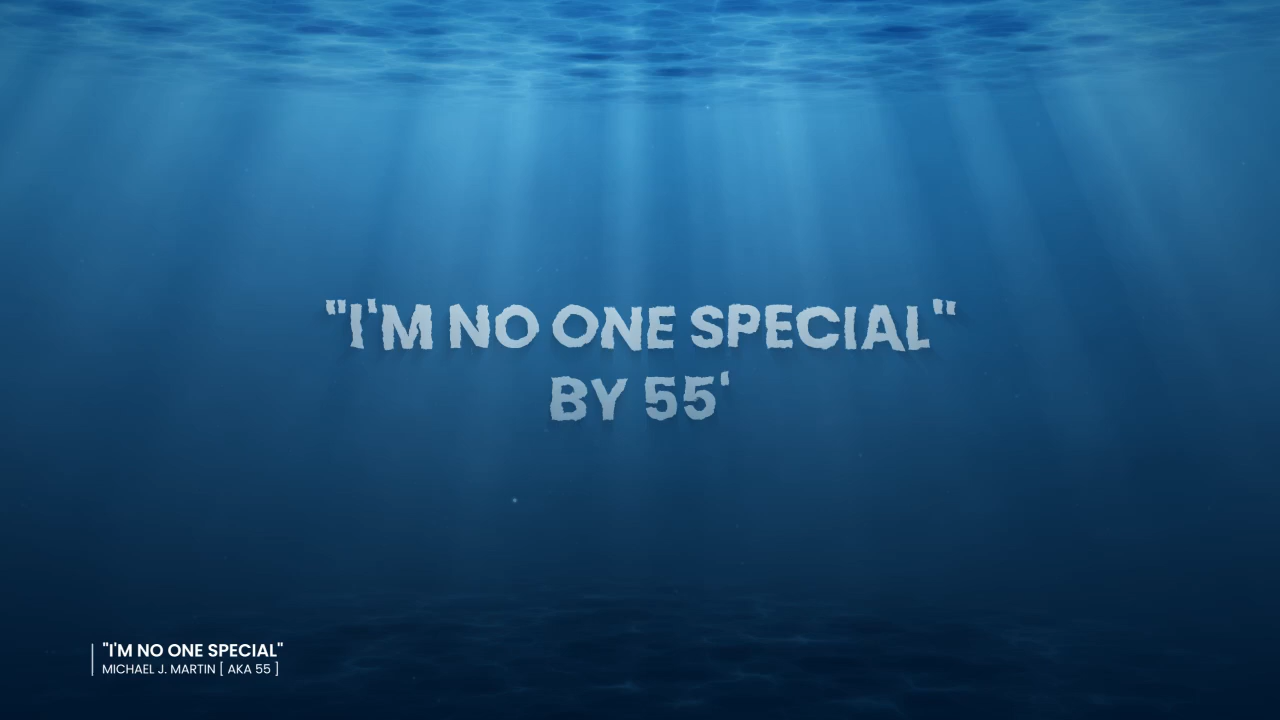 "I'M NO ONE SPECIAL"
BY 55'
"I'M NO ONE SPECIAL"
MICHAEL J. MARTIN [ AKA 55 ]